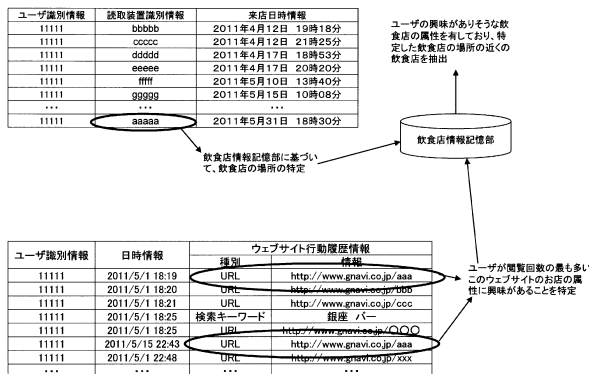 ユーザ識別情報 読取装置識別情報 来店日時情報
11111 bbbbb 2011年4月12日 19時18分
11111 ccccc 2011年4月12日 21時25分
11111 ddddd 2011年4月17日 18時53分
11111 eeeee 2011年4月17日 20時20分
11111 fffff 2011年5月10日 13時40分
11111 ggggg 2011年5月15日 10時08分
・・・ ・・・ ・・・
11111 aaaaa 2011年5月31日 18時30分
ユーザの興味がありそうな飲
食店の属性を有しており、特
定した飲食店の場所の近くの
飲食店を抽出
飲食店情報記憶部
飲食店情報記憶部に基づい
て、飲食店の場所の特定
ユーザ識別情報 日時情報 ウェブサイト行動履歴情報
種別 情報
11111 2011/5/1 18:19 URL http://www.gnavi.co.jp/aaa
11111 2011/5/1 18:20 URL http://www.gnavi.co.jp/bbb
11111 2011/5/1 18:21 URL http://www.gnavi.co.jp/ccc
11111 2011/5/1 18:25 検索キーワード 銀座 バー
11111 2011/5/1 18:25 URL http://www.gnavi.co.jp/〇〇〇
11111 2011/5/15 22:43 URL http://www.gnavi.co.jp/aaa
11111 2011/5/1 22:48 URL http://www.gnavi.co.jp/xxx
・・・ ・・・ ・・・ ・・・
ユーザが閲覧回数の最も多い
このウェブサイトのお店の属
性に興味があることを特定